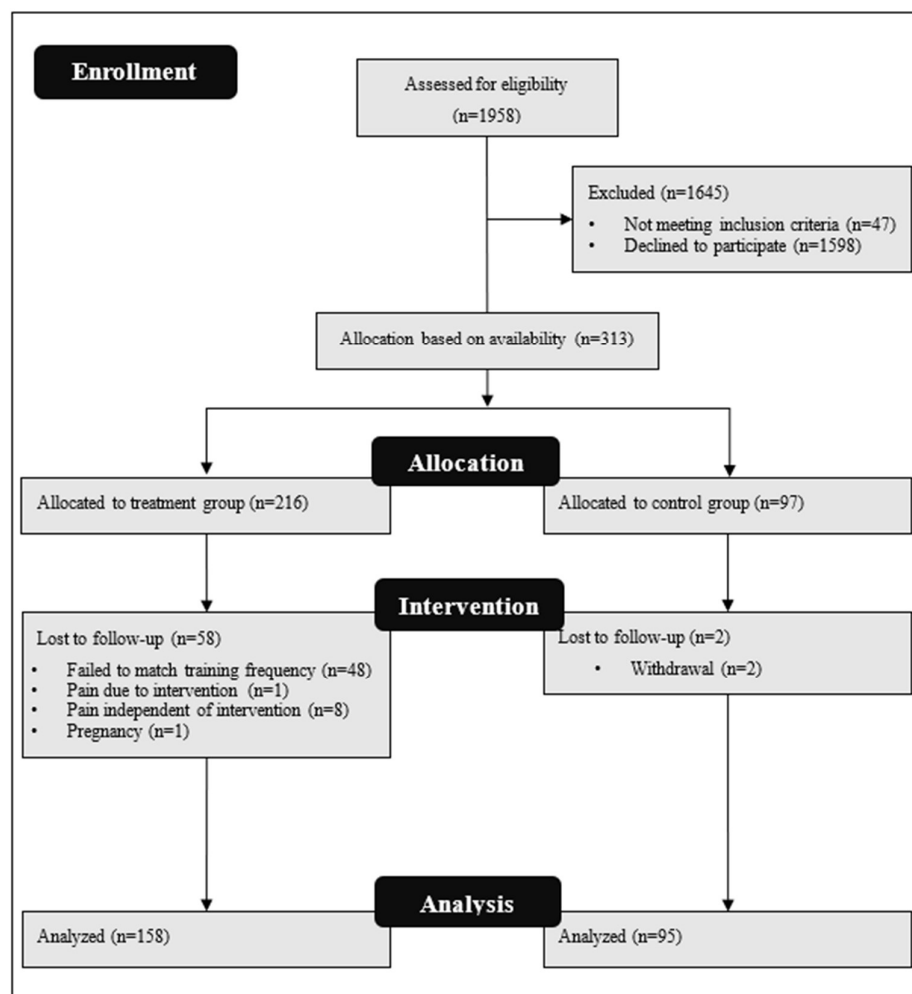 Enrollment
Assessed for eligibility
(n=1958)
Excluded (n=1645)
• Not meeting inclusion criteria (n=47)
• Declined to participate (n=1598)
Allocation based on availability (n=313)
Allocation
Allocated to treatment group (n=216)
Allocated to control group (n=97)
Intervention
Lost to follow-up (n=58)
• Failed to match training frequency (n=48)
• Pain due to intervention (n=1)
• Pain independent of intervention (n=8)
• Pregnancy (n=1)
Lost to follow-up (n=2)
• Withdrawal (n=2)
Analysis
Analyzed (n=158)
Analyzed (n=95)